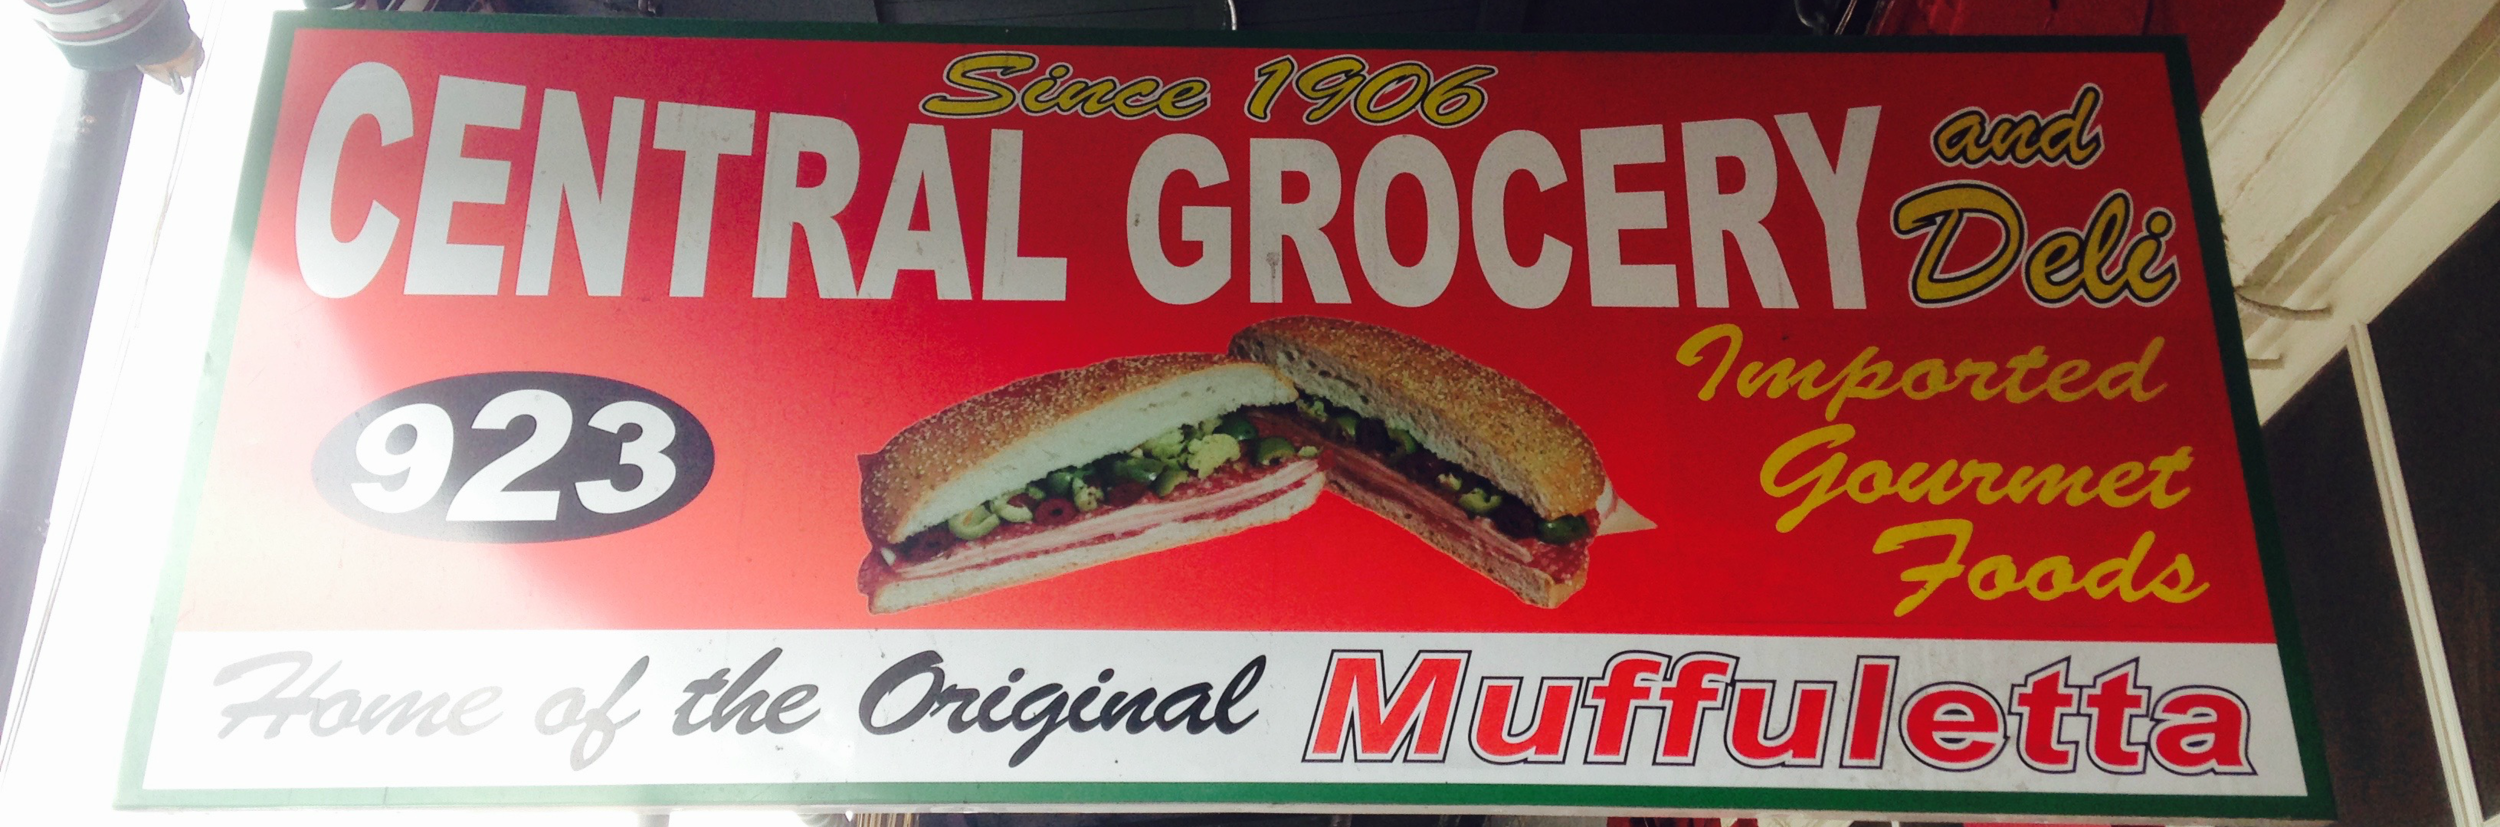 Since 1906
CENTRAL GROCERY and Deli
923
Imported
Gourmet
Foods
Home of the Original Muffuletta